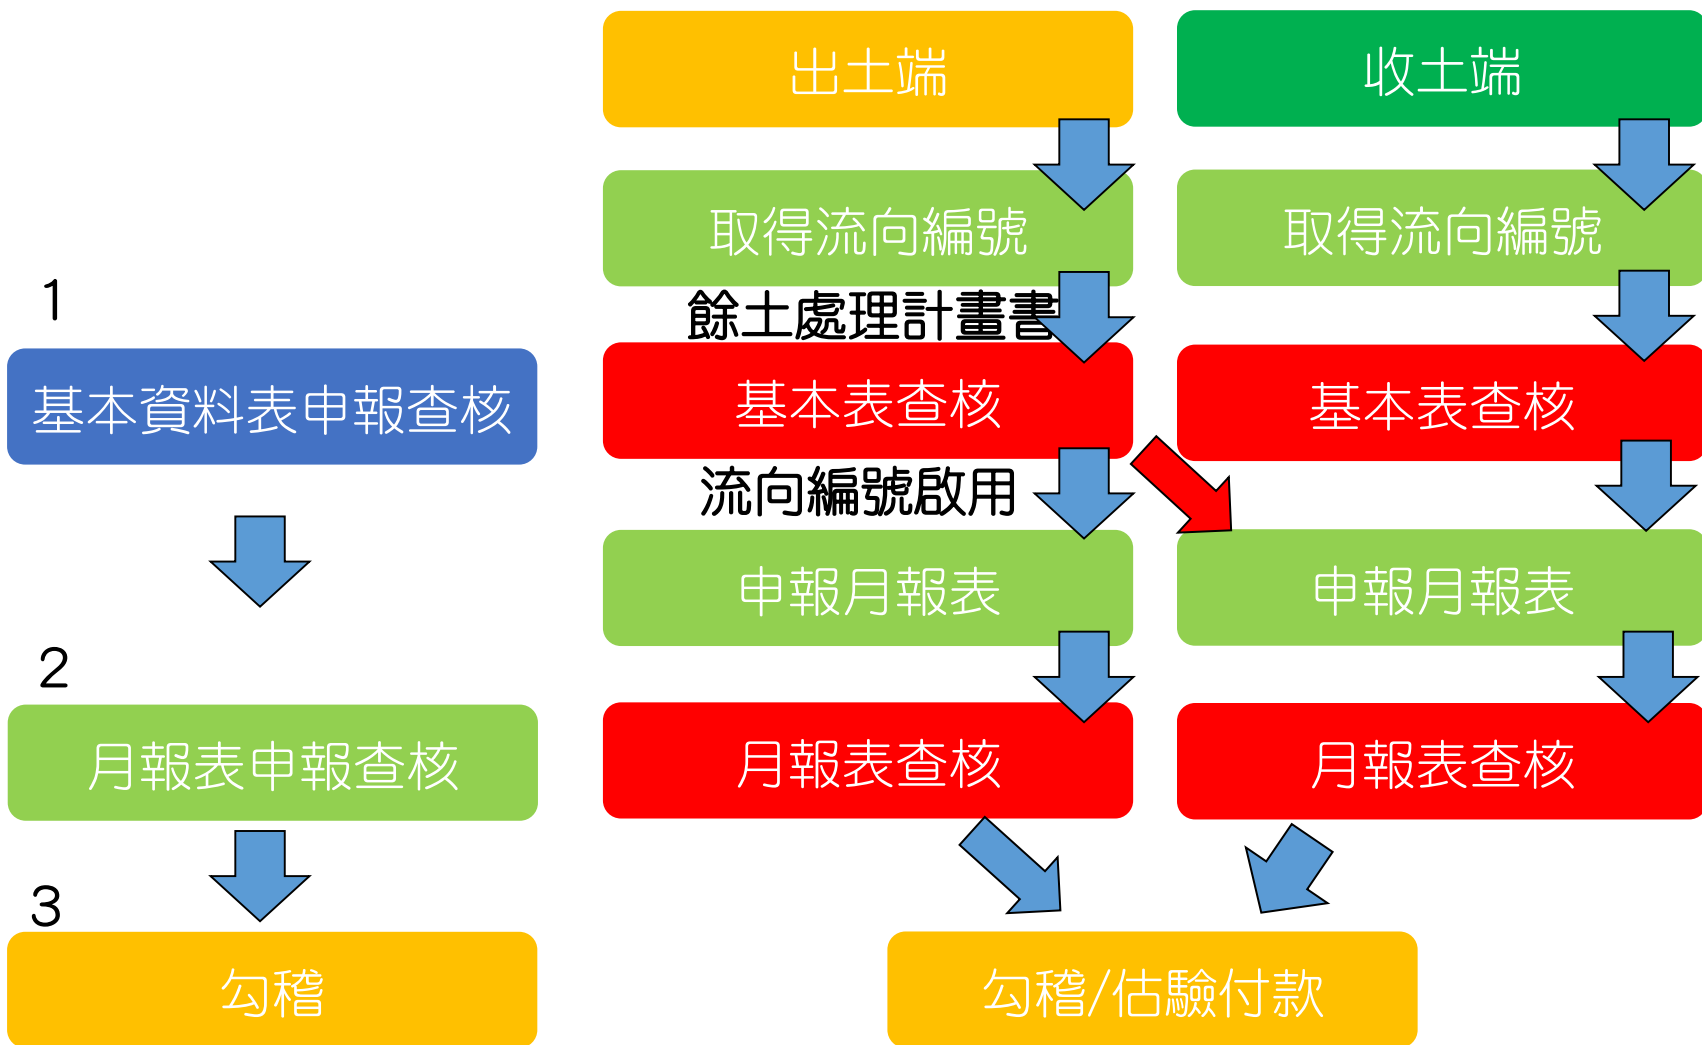 出土端
收土端
取得流向編號
取得流向編號
1
餘土處理計畫書
基本資料表申報查核
基本表查核
基本表查核
流向編號啟用
申報月報表
申報月報表
2
月報表申報查核
月報表查核
月報表查核
3
勾稽
勾稽/估驗付款